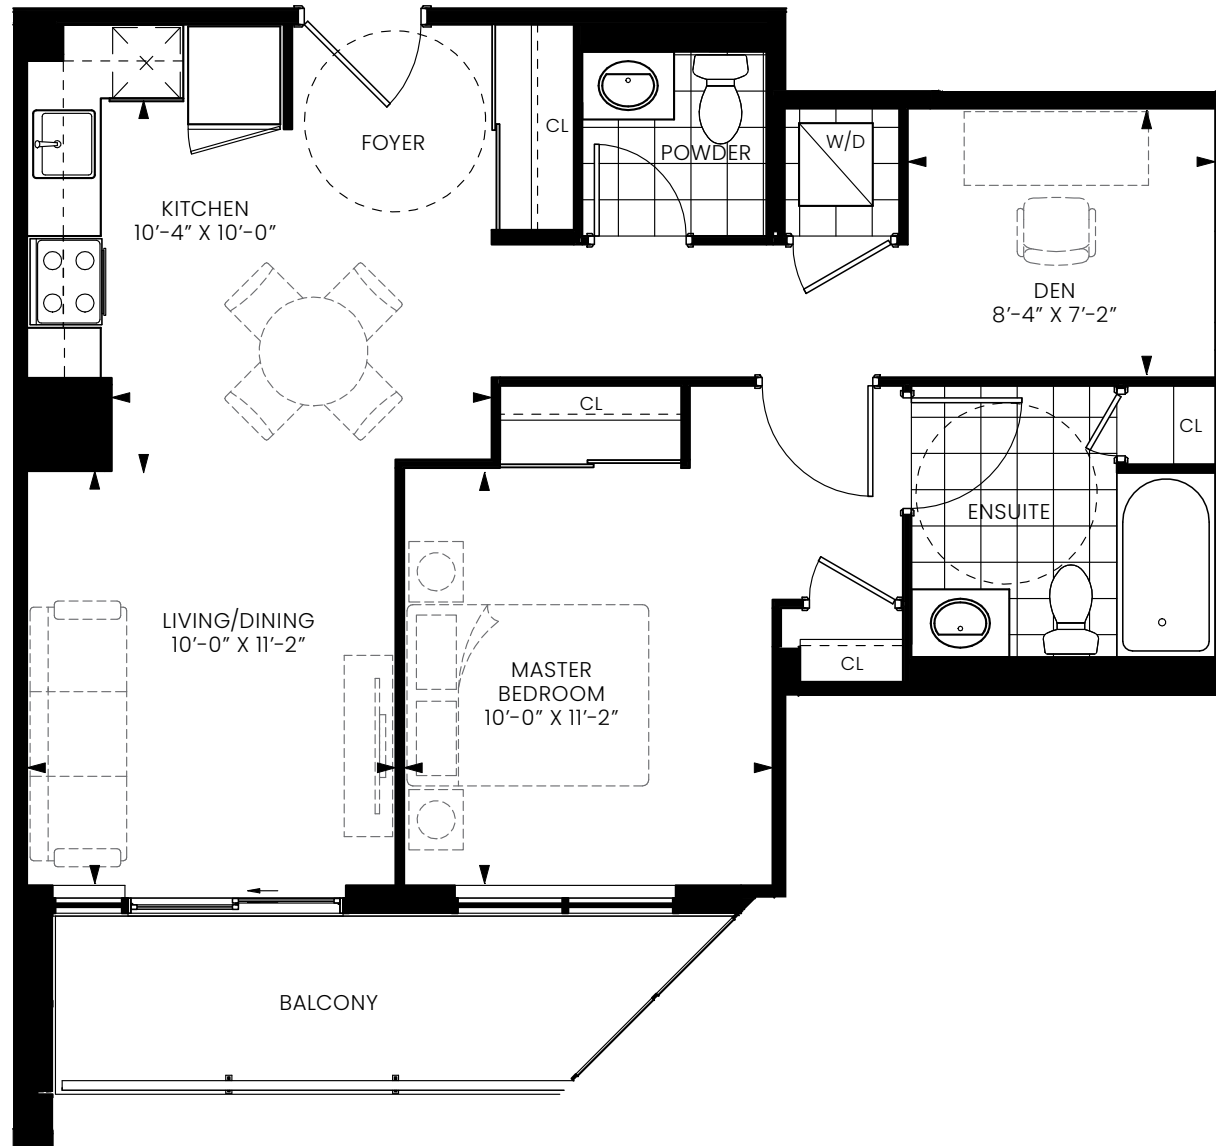 FOYER
CL
POWDER
W/D
KITCHEN
10’-4” X 10’-0”
DEN
8’-4” X 7’-2”
CL
CL
ENSUITE
LIVING/DINING
10’-0” X 11’-2”
MASTER
BEDROOM
10’-0” X 11’-2”
CL
BALCONY